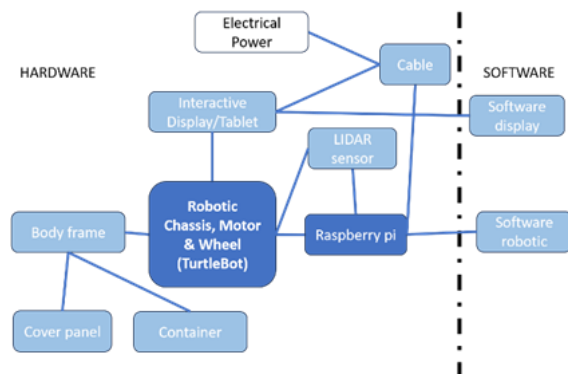 Electrical
Power
HARDWARE
Cable
SOFTWARE
Interactive
Display/Tablet
Software
display
LIDAR
sensor
Robotic
Chassis, Motor
& Wheel
(TurtleBot)
Body frame
Raspberry pi
Software
robotic
Cover panel
Container